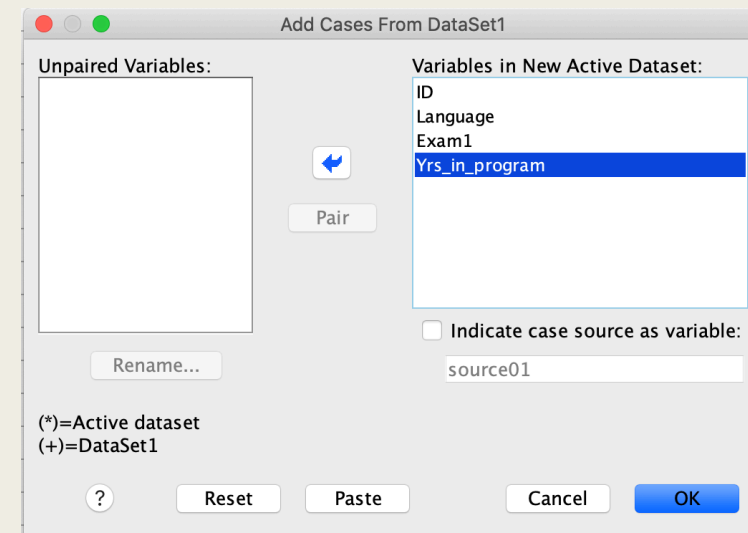 Add Cases From DataSet1
Unpaired Variables:
Variables in New Active Dataset:
ID
Language
Exam1
Yrs_in_program
Pair
Indicate case source as variable:
source01
Rename...
(*)=Active dataset
(+)=DataSet1
?
Reset
Paste
Cancel
OK